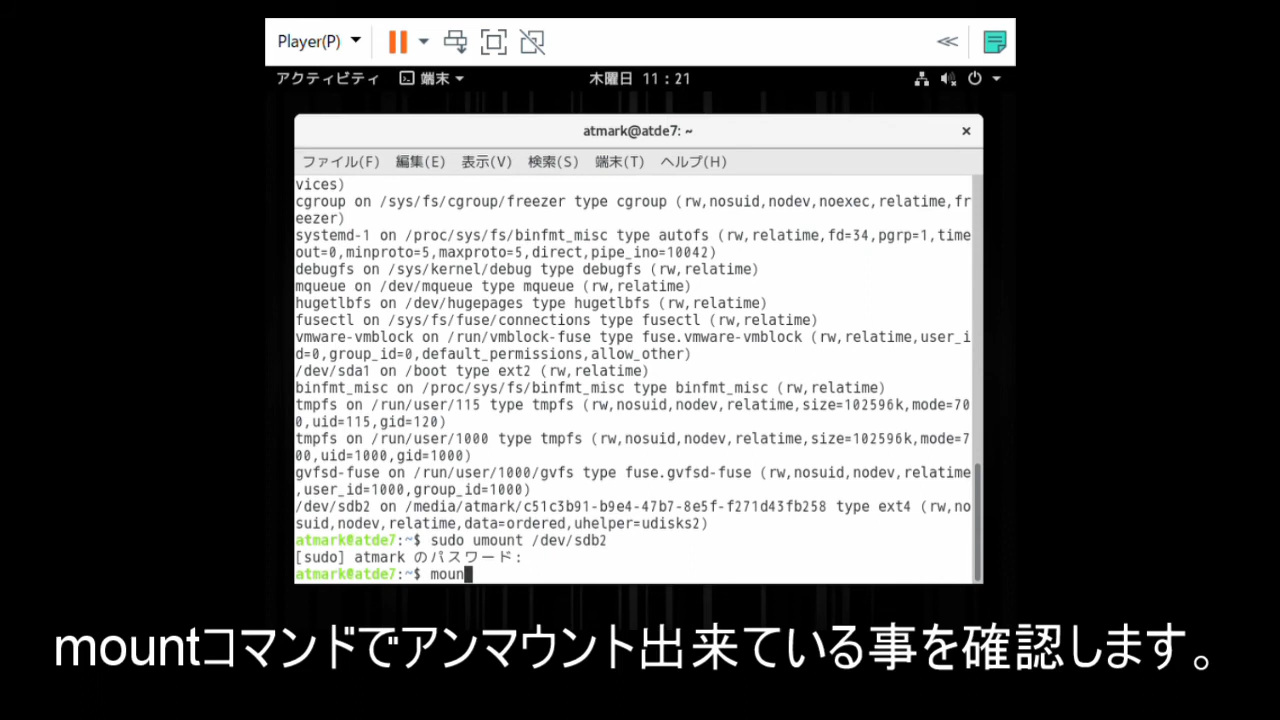 Player(P)
アクティビティ 端末 木曜日 11：21
atmark@atde7: ~
ファイル(F) 編集(E) 表示(V) 検索(S) 端末(T) ヘルプ(H)
vices)
cgroup on /sys/fs/cgroup/freezer type cgroup (rw,nosuid,nodev,noexec,relatime,fr
eezer)
systemd-1 on /proc/sys/fs/binfmt_misc type autofs (rw,relatime,fd=34,pgrp=1,time
out=0,minproto=5,maxproto=5,direct,pipe_ino=10042)
debugfs on /sys/kernel/debug type debugfs (rw,relatime)
mqueue on /dev/mqueue type mqueue (rw,relatime)
hugetlbfs on /dev/hugepages type hugetlbfs (rw,relatime)
fusectl on /sys/fs/fuse/connections type fusectl (rw,relatime)
vmware-vmblock on /run/vmblock-fuse type fuse.vmware-vmblock (rw,relatime,user_i
d=0,group_id=0,default_permissions,allow_other)
/dev/sda1 on /boot type ext2 (rw,relatime)
binfmt_misc on /proc/sys/fs/binfmt_misc type binfmt_misc (rw,relatime)
tmpfs on /run/user/115 type tmpfs (rw,nosuid,nodev,relatime,size=102596k,mode=70
0,uid=115,gid=120)
tmpfs on /run/user/1000 type tmpfs (rw,nosuid,nodev,relatime,size=102596k,mode=7
00,uid=1000,gid=1000)
gvfsd-fuse on /run/user/1000/gvfs type fuse.gvfsd-fuse (rw,nosuid,nodev,relatime
,user_id=1000,group_id=1000)
/dev/sdb2 on /media/atmark/c51c3b91-b9e4-47b7-8e5f-f271d43fb258 type ext4 (rw,no
suid,nodev,relatime,data=ordered,uhelper=udisks2)
atmark@atde7:~$ sudo umount /dev/sdb2
[sudo] atmark のパスワード:
atmark@atde7:~$ moun
mountコマンドでアンマウント出来ている事を確認します。